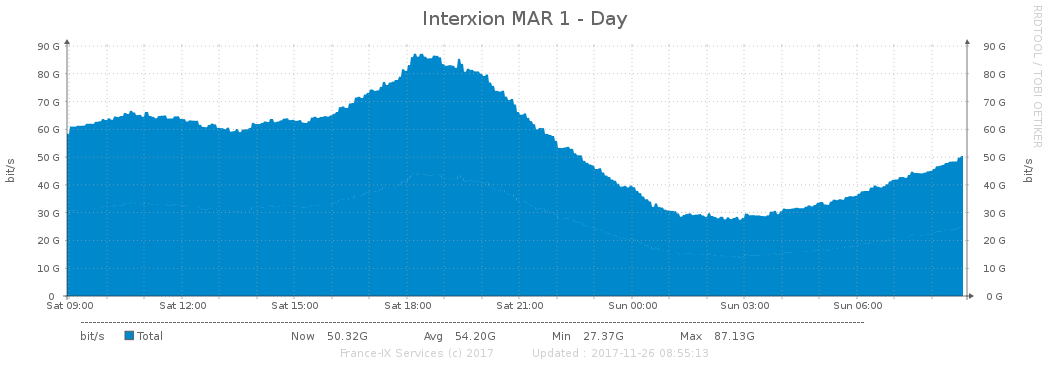 Interxion MAR 1 - Day
RRDTOOL / TOBI OETIKER
bit/s
90 G 90 G
80 G 80 G
70 G 70 G
60 G 60 G
50 G 50 G
40 G 40 G
30 G 30 G
20 G 20 G
10 G 10 G
0 0 G
bit/s
Sat 09:00 Sat 12:00 Sat 15:00 Sat 18:00 Sat 21:00 Sun 00:00 Sun 03:00 Sun 06:00
bit/s Total Now 50.32G Avg 54.20G Min 27.37G Max 87.13G
France-IX Services (c) 2017 Updated : 2017-11-26 08:55:13